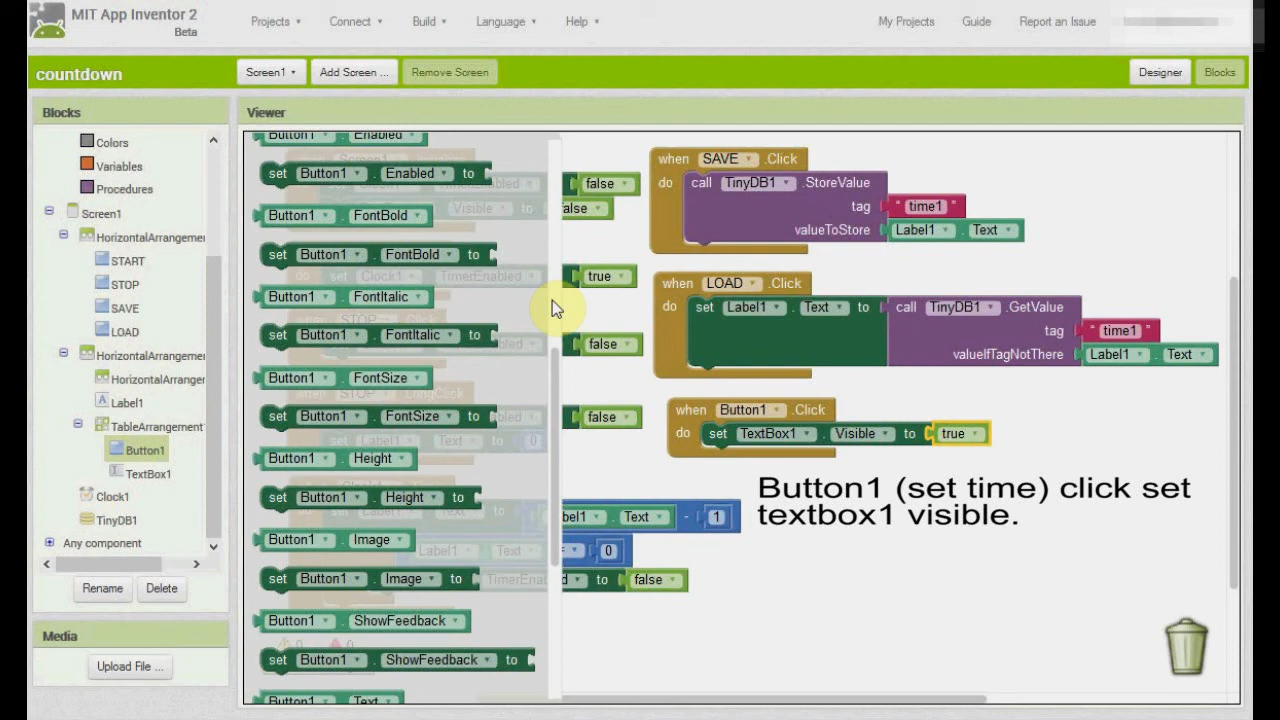 MIT App Inventor 2
Beta
Projects Connect Build Language Help My Projects Guide Report an Issue
countdown Screen1 Add Screen ... Remove Screen Designer Blocks
Blocks
Colors
Variables
Procedures
Screen1
HorizontalArrangemer
START
STOP
SAVE
LOAD
HorizontalArrangemer
HorizontalArranger
Label1
TableArrangement
Button1
TextBox1
Clock1
TinyDB1
Any component
Rename Delete
Media
Upload File ...
Viewer
Button1 . Enabled
set Button1 . Enabled to
Button1 . FontBold
set Button1 . FontBold to
Button1 . FontItalic
set Button1 . FontItalic to
Button1 . FontSize
set Button1 . FontSize to
Button1 . Height
set Button1 . Height to
Button1 . Image
set Button1 . Image to
Button1 . ShowFeedback
set Button1 . ShowFeedback to
Button1 . Text
false
false
true
false
false
bel1 . Text - 1
= 0
TimerEnabled to false
when SAVE .Click
do call TinyDB1 .StoreValue
tag " time1 "
valueToStore Label1 . Text
when LOAD .Click
do set Label1 . Text to call TinyDB1 .GetValue
tag " time1 "
valueIfTagNotThere Label1 . Text
when Button1 .Click
do set TextBox1 . Visible to true
Button1 (set time) click set
textbox1 visible.